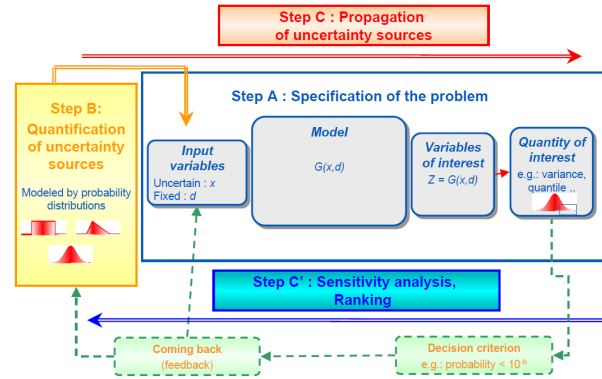 Step C : Propagation
of uncertainty sources
Step B:
Quantification
of uncertainty
sources
Modeled by probability
distributions
Step A : Specification of the problem
Input
variables
Uncertain : x
Fixed : d
Model
G(x,d)
Variables
of interest
Z = G(x,d)
Quantity of
interest
e.g.: variance,
quantile ..
Step C' : Sensitivity analysis,
Ranking
Coming back
(feedback)
Decision criterion
e.g.: probability < 10-b